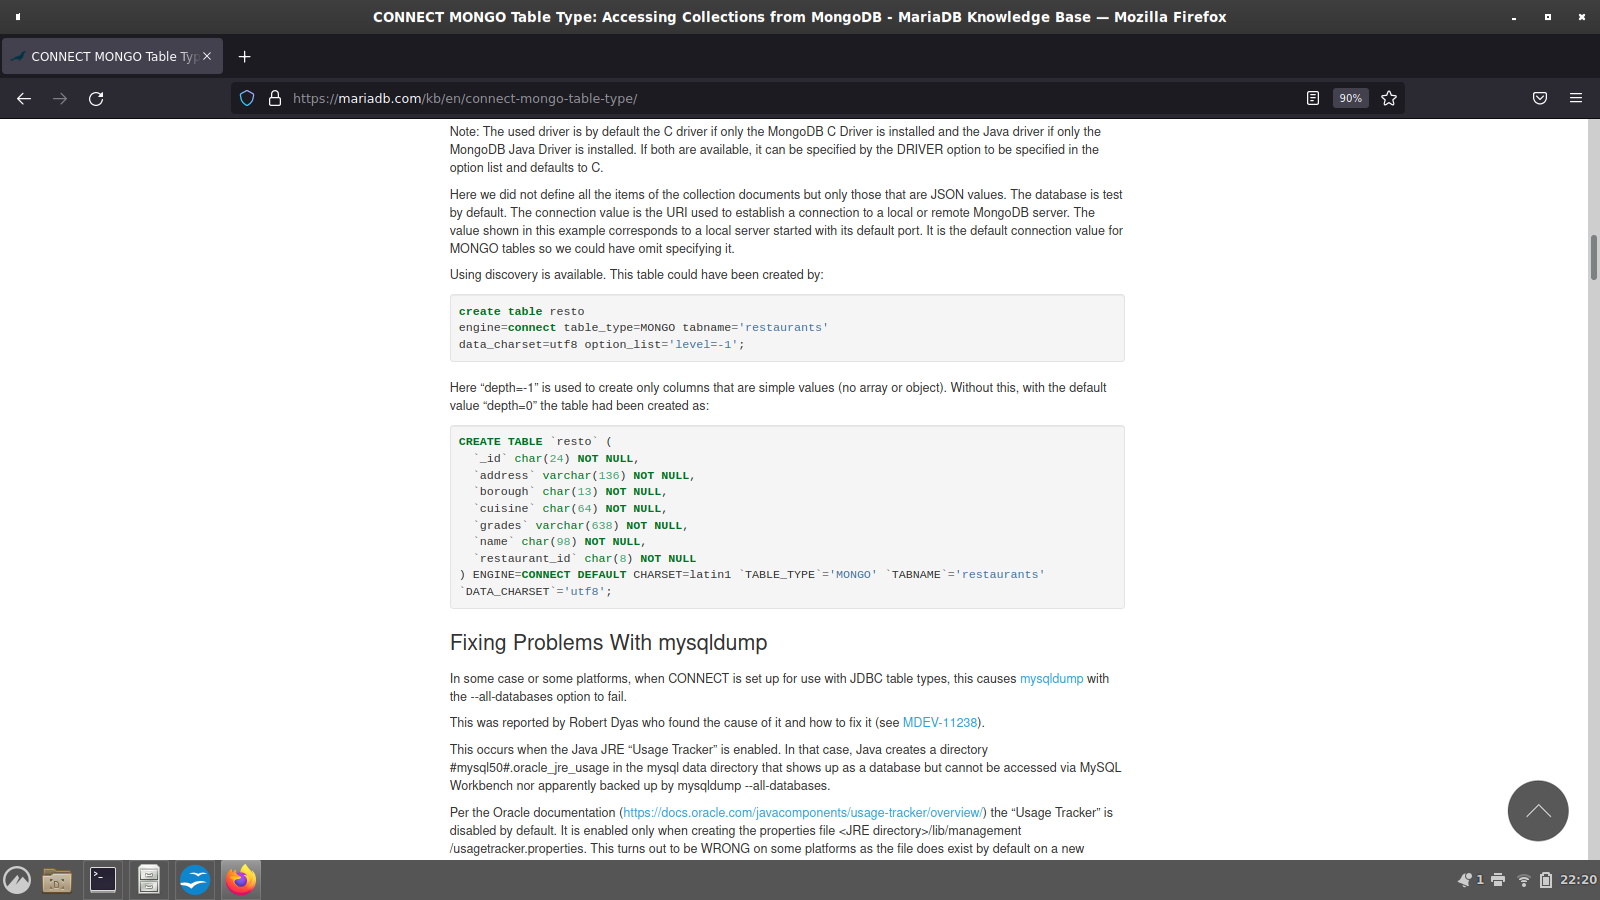 CONNECT MONGO Table Type: Accessing Collections from MongoDB - MariaDB Knowledge Base — Mozilla Firefox
CONNECT MONGO Table Typ
https://mariadb.com/kb/en/connect-mongo-table-type/
90%
Note: The used driver is by default the C driver if only the MongoDB C Driver is installed and the Java driver if only the
MongoDB Java Driver is installed. If both are available, it can be specified by the DRIVER option to be specified in the
option list and defaults to C.
Here we did not define all the items of the collection documents but only those that are JSON values. The database is test
by default. The connection value is the URI used to establish a connection to a local or remote MongoDB server. The
value shown in this example corresponds to a local server started with its default port. It is the default connection value for
MONGO tables so we could have omit specifying it.
Using discovery is available. This table could have been created by:
create table resto
engine=connect table_type=MONGO tabname='restaurants'
data_charset=utf8 option_list='level=-1';
Here “depth=-1” is used to create only columns that are simple values (no array or object). Without this, with the default
value “depth=0” the table had been created as:
CREATE TABLE `resto` (
`_id` char(24) NOT NULL,
`address` varchar(136) NOT NULL,
`borough` char(13) NOT NULL,
`cuisine` char(64) NOT NULL,
`grades` varchar(638) NOT NULL,
`name` char(98) NOT NULL,
`restaurant_id` char(8) NOT NULL
) ENGINE=CONNECT DEFAULT CHARSET=latin1 `TABLE_TYPE`='MONGO' `TABNAME`='restaurants'
`DATA_CHARSET`='utf8';
Fixing Problems With mysqldump
In some case or some platforms, when CONNECT is set up for use with JDBC table types, this causes mysqldump with
the --all-databases option to fail.
This was reported by Robert Dyas who found the cause of it and how to fix it (see MDEV-11238).
This occurs when the Java JRE “Usage Tracker” is enabled. In that case, Java creates a directory
#mysql50#.oracle_jre_usage in the mysql data directory that shows up as a database but cannot be accessed via MySQL
Workbench nor apparently backed up by mysqldump --all-databases.
Per the Oracle documentation (https://docs.oracle.com/javacomponents/usage-tracker/overview/) the “Usage Tracker” is
disabled by default. It is enabled only when creating the properties file <JRE directory>/lib/management
/usagetracker.properties. This turns out to be WRONG on some platforms as the file does exist by default on a new
1
22:20